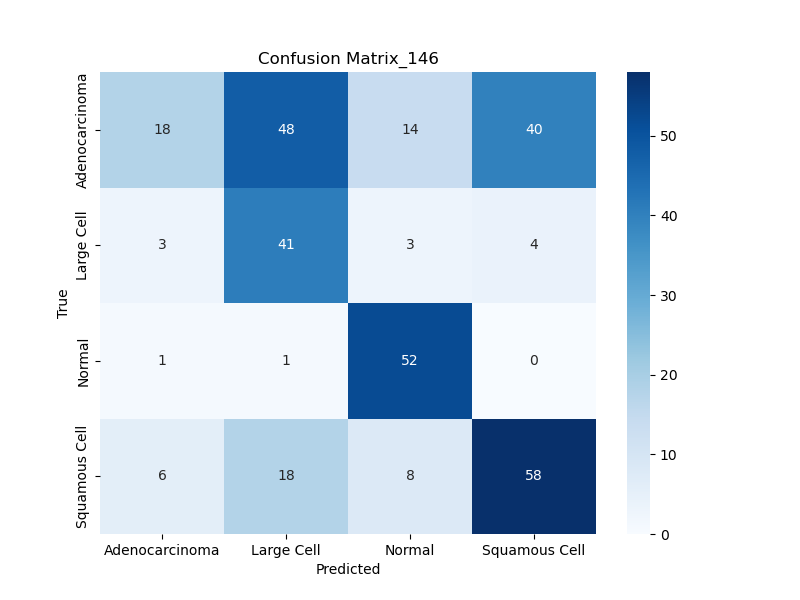 Confusion Matrix_146
True
Adenocarcinoma
18 48 14 40
Large Cell
3 41 3 4
Normal
1 1 52 0
Squamous Cell
6 18 8 58
Adenocarcinoma Large Cell Normal Squamous Cell
Predicted
50
40
30
20
10
0